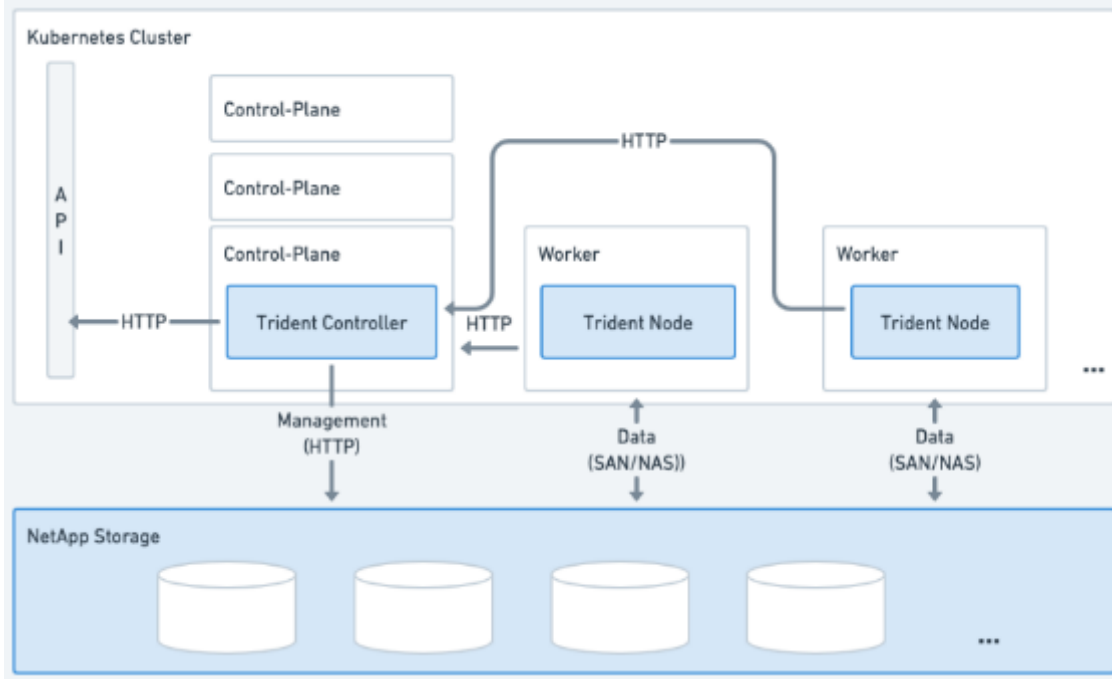 Kubernetes Cluster
A
P
I
Control-Plane
Control-Plane
Control-Plane
Trident Controller
HTTP
HTTP
HTTP
Worker
Trident Node
Worker
Trident Node
...
Management
(HTTP)
Data
(SAN/NAS))
Data
(SAN/NAS)
NetApp Storage
...